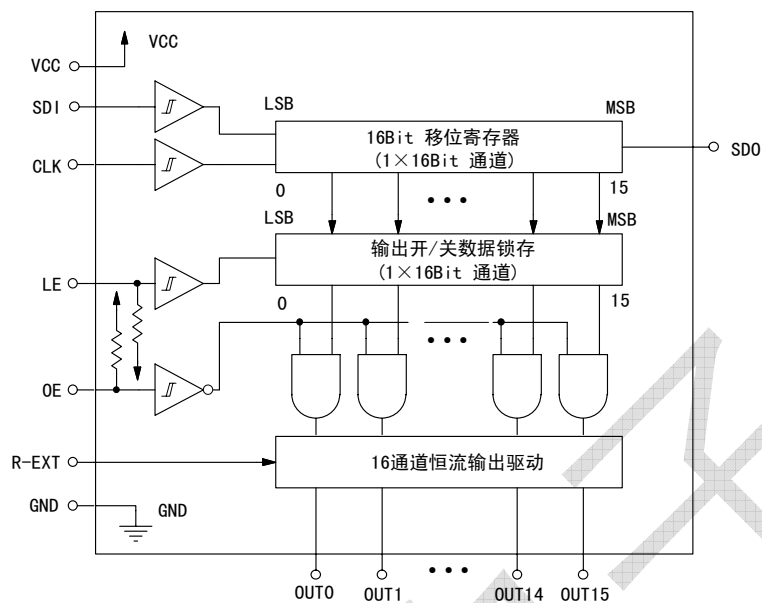 VCC
VCC
SDI
LSB
MSB
16Bit 移位寄存器
(1×16Bit 通道)
SDO
CLK
0
•••
15
LSB
MSB
输出开/关数据锁存
(1×16Bit 通道)
LE
0
15
•••
OE
R-EXT
16通道恒流输出驱动
GND
GND
OUT0
OUT1
•••
OUT14
OUT15